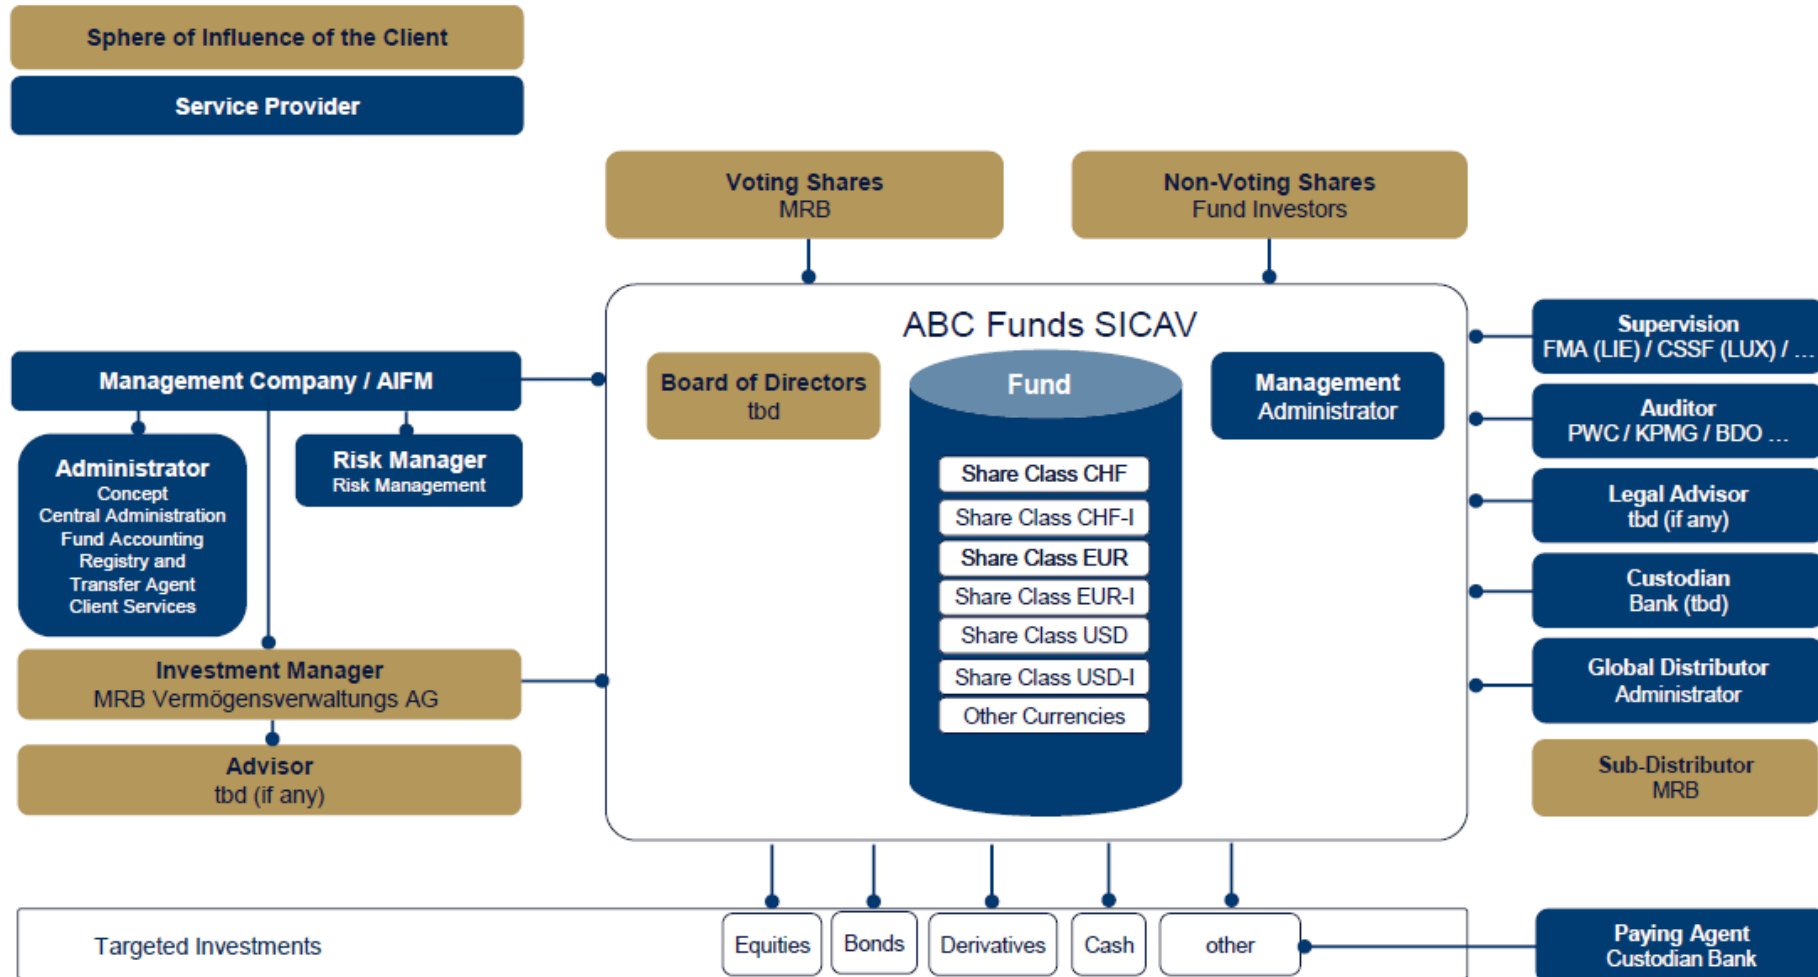 Sphere of Influence of the Client
Service Provider
Voting Shares
MRB
Non-Voting Shares
Fund Investors
ABC Funds SICAV
Board of Directors
tbd
Fund
Management
Administrator
Share Class CHF
Share Class CHF-I
Share Class EUR
Share Class EUR-I
Share Class USD
Share Class USD-I
Other Currencies
Management Company / AIFM
Administrator
Concept
Central Administration
Fund Accounting
Registry and
Transfer Agent
Client Services
Risk Manager
Risk Management
Investment Manager
MRB Vermögensverwaltungs AG
Advisor
tbd (if any)
Supervision
FMA (LIE) / CSSF (LUX) / ...
Auditor
PWC / KPMG / BDO ...
Legal Advisor
tbd (if any)
Custodian
Bank (tbd)
Global Distributor
Administrator
Sub-Distributor
MRB
Targeted Investments
Equities
Bonds
Derivatives
Cash
other
Paying Agent
Custodian Bank